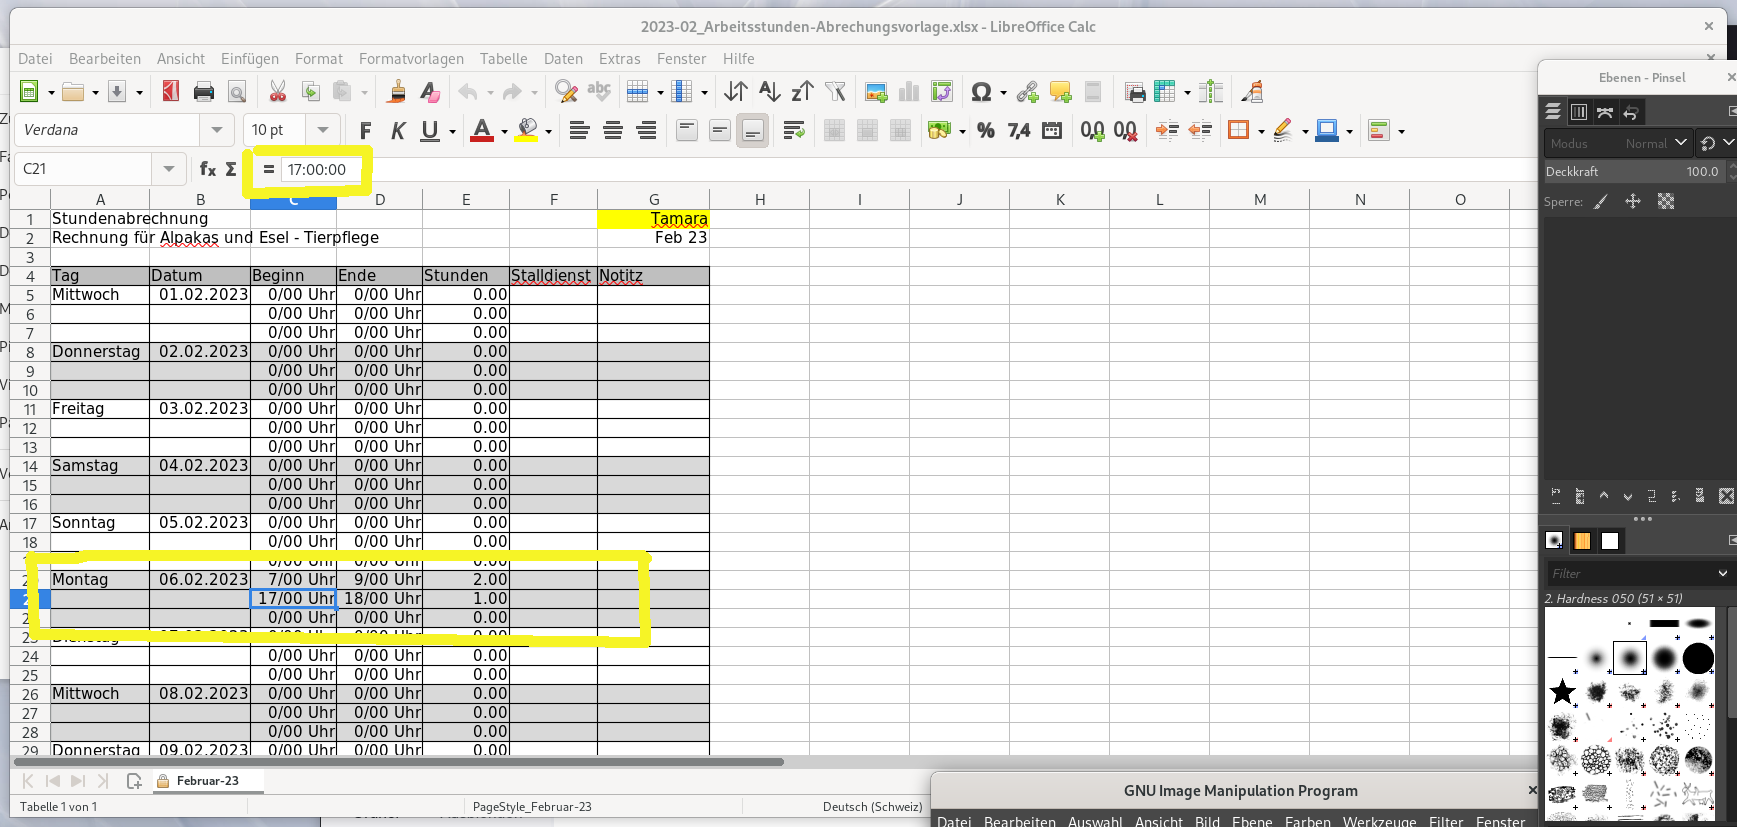 2023-02_Arbeitsstunden-Abrechungsvorlage.xlsx - LibreOffice Calc
Datei Bearbeiten Ansicht Einfügen Format Formatvorlagen Tabelle Daten Extras Fenster Hilfe
Verdana 10 pt F K U A % 7,4 0,0 0,0
C21 fx Σ = 17:00:00
A B C D E F G H I J K L M N O
1 Stundenabrechnung Tamara
2 Rechnung für Alpakas und Esel - Tierpflege Feb 23
3
4 Tag Datum Beginn Ende Stunden Stalldienst Notitz
5 Mittwoch 01.02.2023 0/00 Uhr 0/00 Uhr 0.00
6 0/00 Uhr 0/00 Uhr 0.00
7 0/00 Uhr 0/00 Uhr 0.00
8 Donnerstag 02.02.2023 0/00 Uhr 0/00 Uhr 0.00
9 0/00 Uhr 0/00 Uhr 0.00
10 0/00 Uhr 0/00 Uhr 0.00
11 Freitag 03.02.2023 0/00 Uhr 0/00 Uhr 0.00
12 0/00 Uhr 0/00 Uhr 0.00
13 0/00 Uhr 0/00 Uhr 0.00
14 Samstag 04.02.2023 0/00 Uhr 0/00 Uhr 0.00
15 0/00 Uhr 0/00 Uhr 0.00
16 0/00 Uhr 0/00 Uhr 0.00
17 Sonntag 05.02.2023 0/00 Uhr 0/00 Uhr 0.00
18 0/00 Uhr 0/00 Uhr 0.00
0/00 Uhr 0/00 Uhr 0.00
Montag 06.02.2023 7/00 Uhr 9/00 Uhr 2.00
17/00 Uhr 18/00 Uhr 1.00
0/00 Uhr 0/00 Uhr 0.00
23 Dienstag
24 0/00 Uhr 0/00 Uhr 0.00
25 0/00 Uhr 0/00 Uhr 0.00
26 Mittwoch 08.02.2023 0/00 Uhr 0/00 Uhr 0.00
27 0/00 Uhr 0/00 Uhr 0.00
28 0/00 Uhr 0/00 Uhr 0.00
29 Donnerstag 09.02.2023 0/00 Uhr 0/00 Uhr 0.00
Februar-23
Tabelle 1 von 1 PageStyle_Februar-23 Deutsch (Schweiz)
Ebenen - Pinsel
Modus Normal
Deckkraft 100.0
Sperre:
Filter
2. Hardness 050 (51 × 51)
GNU Image Manipulation Program
Datei Bearbeiten Auswahl Ansicht Bild Ebene Farben Werkzeuge Filter Fenster